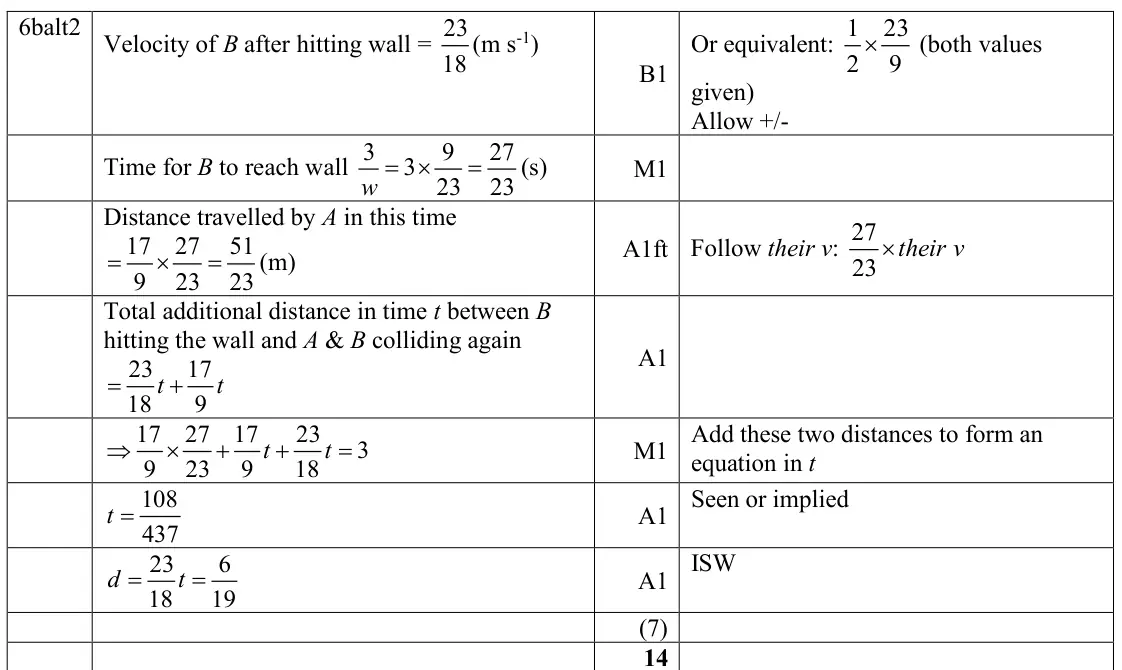 6balt2
Velocity of B after hitting wall = 23/18 (m s⁻¹)
B1
Or equivalent: 1/2 × 23/9 (both values
given)
Allow +/-
Time for B to reach wall 3/w = 3 × 9/23 = 27/23 (s)
M1
Distance travelled by A in this time
= 17/9 × 27/23 = 51/23 (m)
A1ft
Follow their v: 27/23 × their v
Total additional distance in time t between B
hitting the wall and A & B colliding again
= 23/18 t + 17/9 t
A1
⇒ 17/9 × 27/23 + 17/9 t + 23/18 t = 3
M1
Add these two distances to form an
equation in t
t = 108/437
A1
Seen or implied
d = 23/18 t = 6/19
A1
ISW
(7)
14